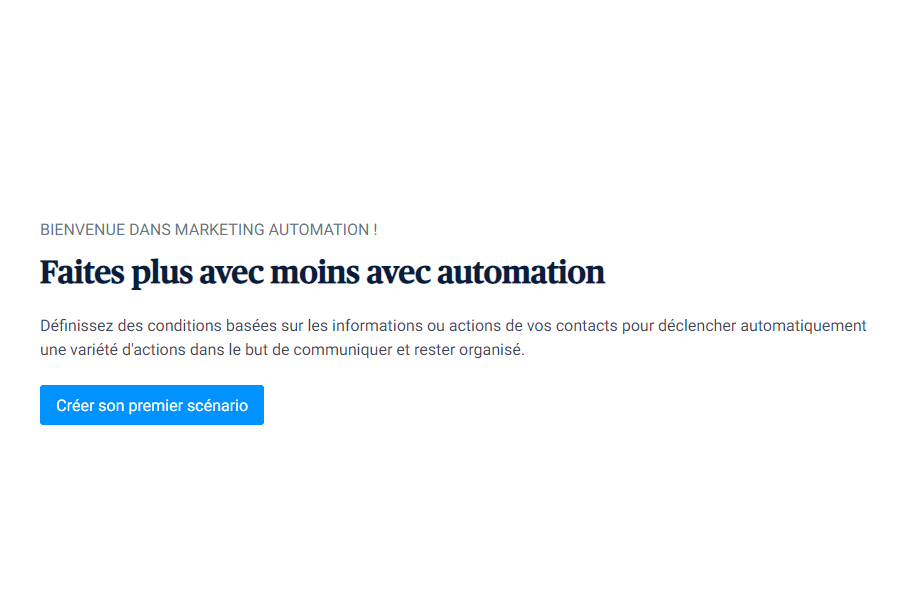 BIENVENUE DANS MARKETING AUTOMATION !
Faites plus avec moins avec automation
Définissez des conditions basées sur les informations ou actions de vos contacts pour déclencher automatiquement
une variété d'actions dans le but de communiquer et rester organisé.
Créer son premier scénario